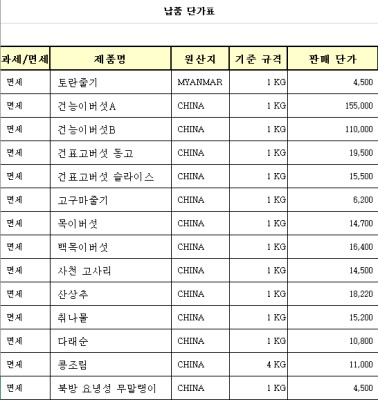 납품 단가표
과세/면세 제품명 원산지 기준 규격 판매 단가
면세 토란줄기 MYANMAR 1 KG 4,500
면세 건능이버섯A CHINA 1 KG 155,000
면세 건능이버섯B CHINA 1 KG 110,000
면세 건표고버섯 동고 CHINA 1 KG 19,500
면세 건표고버섯 슬라이스 CHINA 1 KG 15,500
면세 고구마줄기 CHINA 1 KG 6,200
면세 목이버섯 CHINA 1 KG 14,700
면세 백목이버섯 CHINA 1 KG 16,400
면세 사천 고사리 CHINA 1 KG 14,500
면세 산상추 CHINA 1 KG 18,220
면세 취나물 CHINA 1 KG 15,200
면세 다래순 CHINA 1 KG 10,800
면세 콩조림 CHINA 4 KG 11,000
면세 북방 요녕성 무말랭이 CHINA 1 KG 4,500